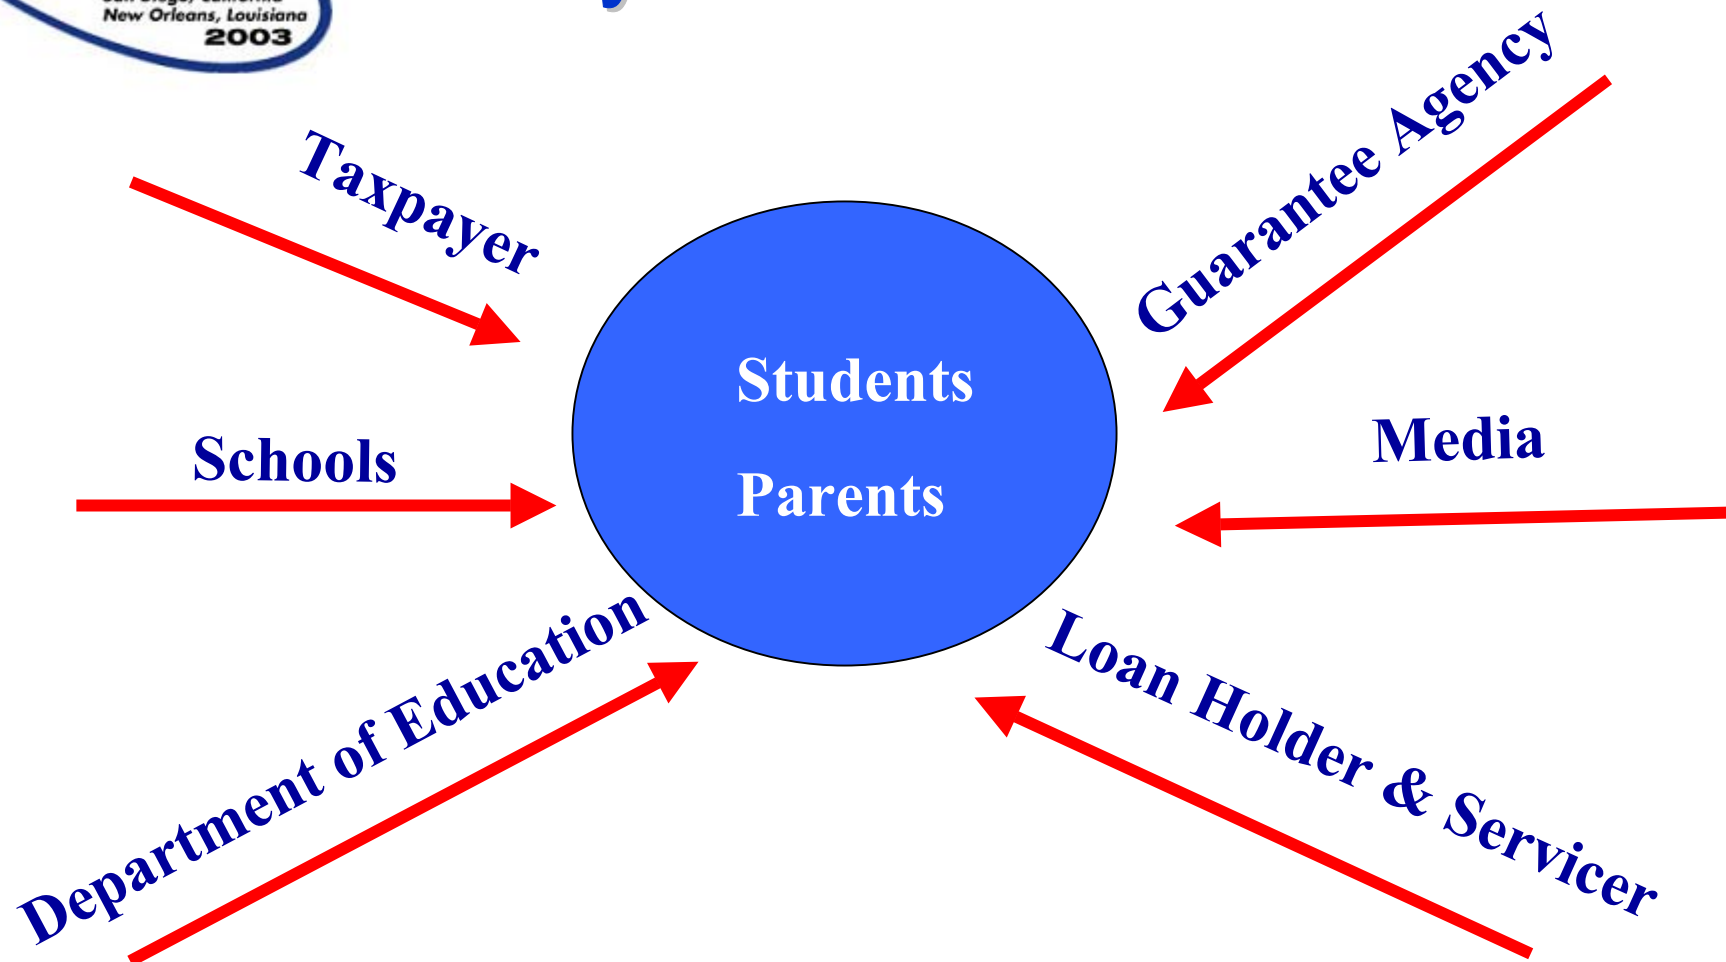 New Orleans, Louisiana
2003
Taxpayer
Guarantee Agency
Students
Parents
Schools
Media
Department of Education
Loan Holder & Servicer